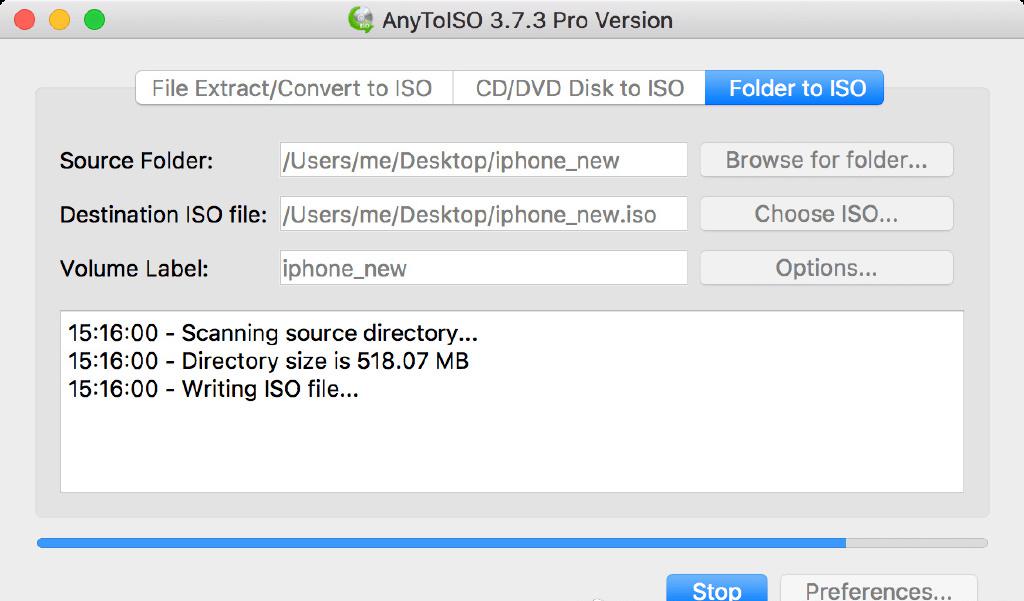 AnyToISO 3.7.3 Pro Version
File Extract/Convert to ISO
CD/DVD Disk to ISO
Folder to ISO
Source Folder:
/Users/me/Desktop/iphone_new
Browse for folder...
Destination ISO file:
/Users/me/Desktop/iphone_new.iso
Choose ISO...
Volume Label:
iphone_new
Options...
15:16:00 - Scanning source directory...
15:16:00 - Directory size is 518.07 MB
15:16:00 - Writing ISO file...
Stop
Preferences...